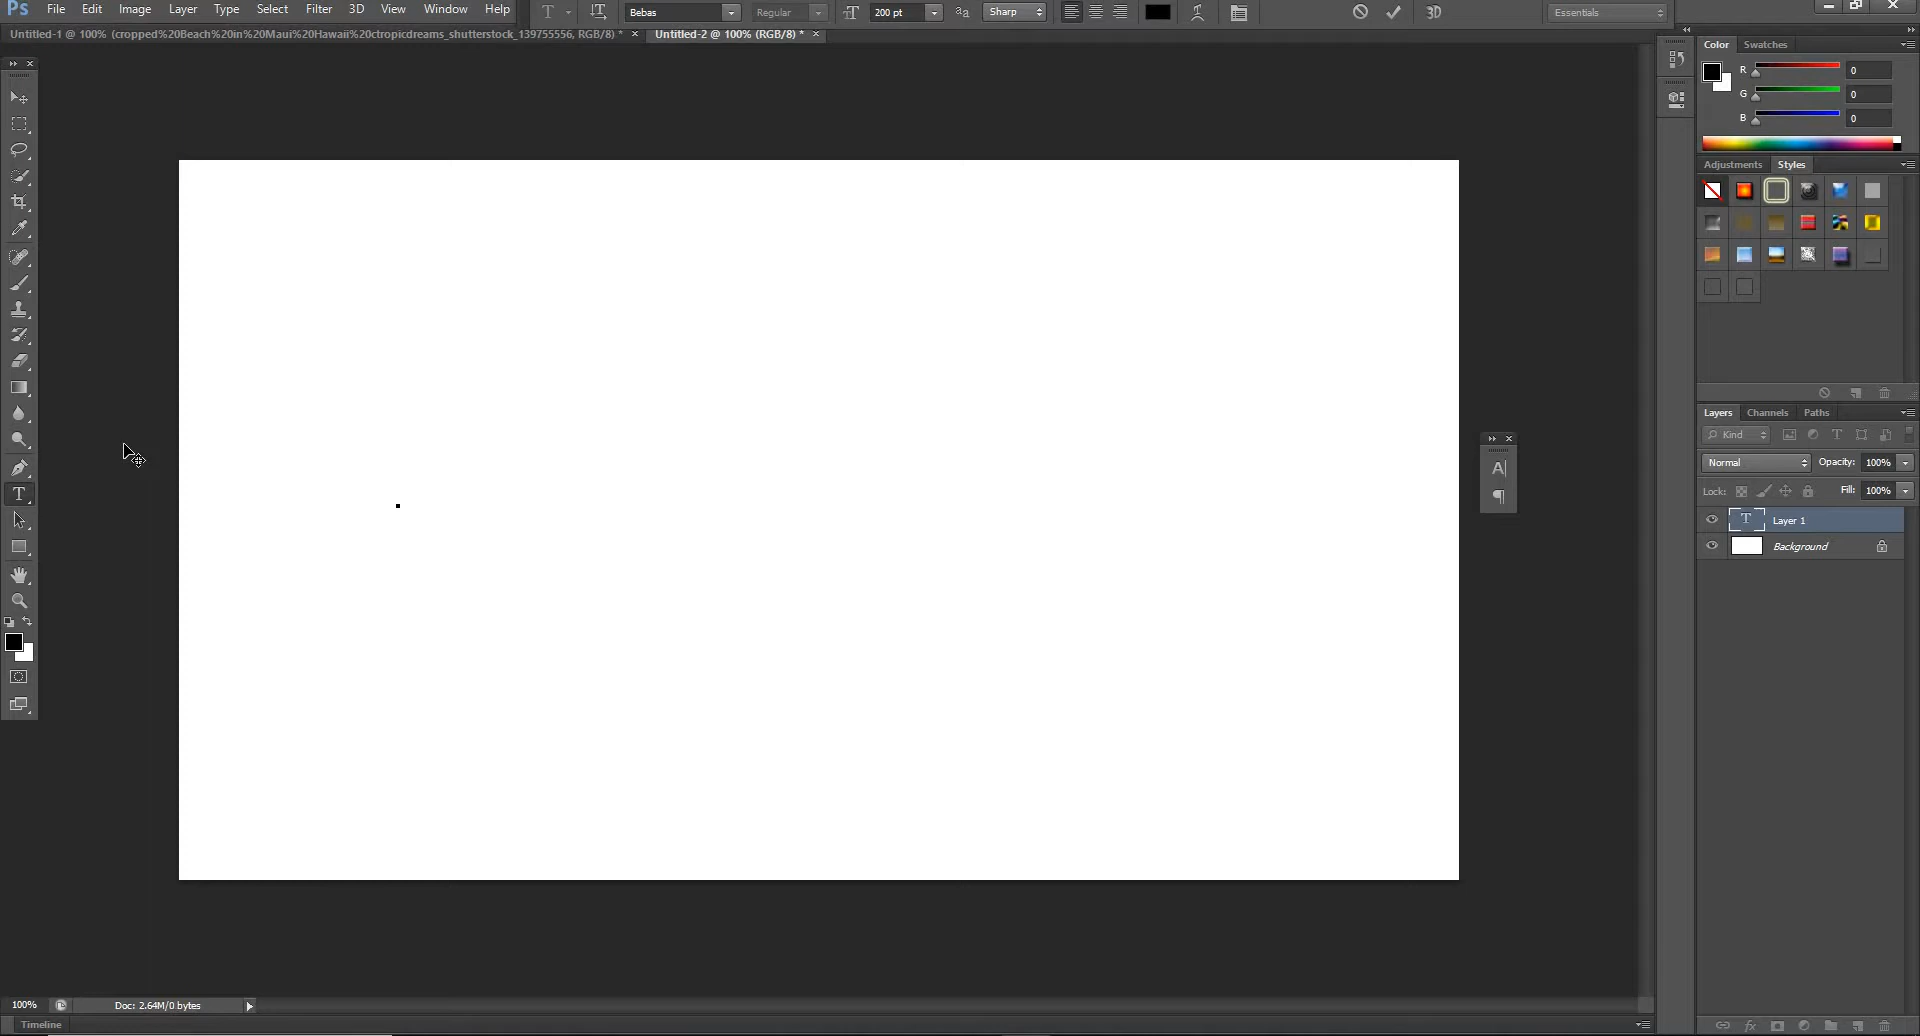 Ps File Edit Image Layer Type Select Filter 3D View Window Help T Bebas Regular 200 pt aa Sharp 3D Essentials
Untitled-1 @ 100% (cropped%20Beach%20in%20Maui%20Hawaii%20ctropicdreams_shutterstock_139755556, RGB/8) * Untitled-2 @ 100% (RGB/8) *
Color Swatches
R 0
G 0
B 0
Adjustments Styles
Layers Channels Paths
Kind
Normal Opacity: 100%
Lock: Fill: 100%
T Layer 1
Background
100% Doc: 2.64M/0 bytes
Timeline